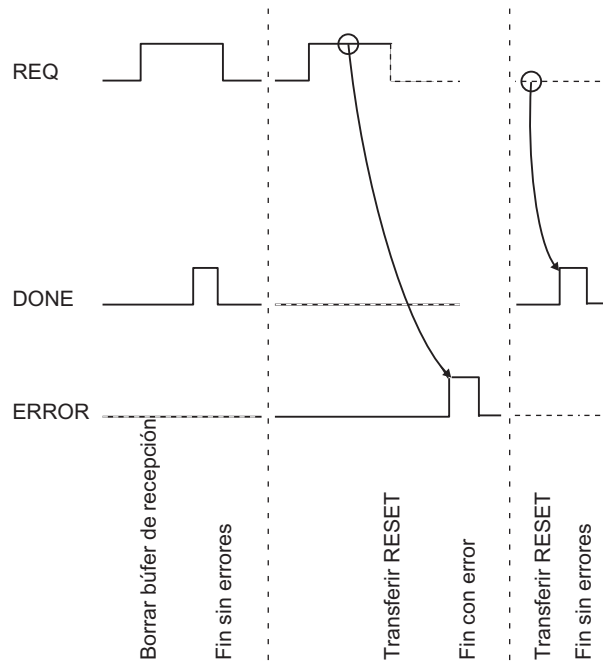 REQ
DONE
ERROR
Borrar búfer de recepción
Fin sin errores
Transferir RESET
Fin con error
Transferir RESET
Fin sin errores